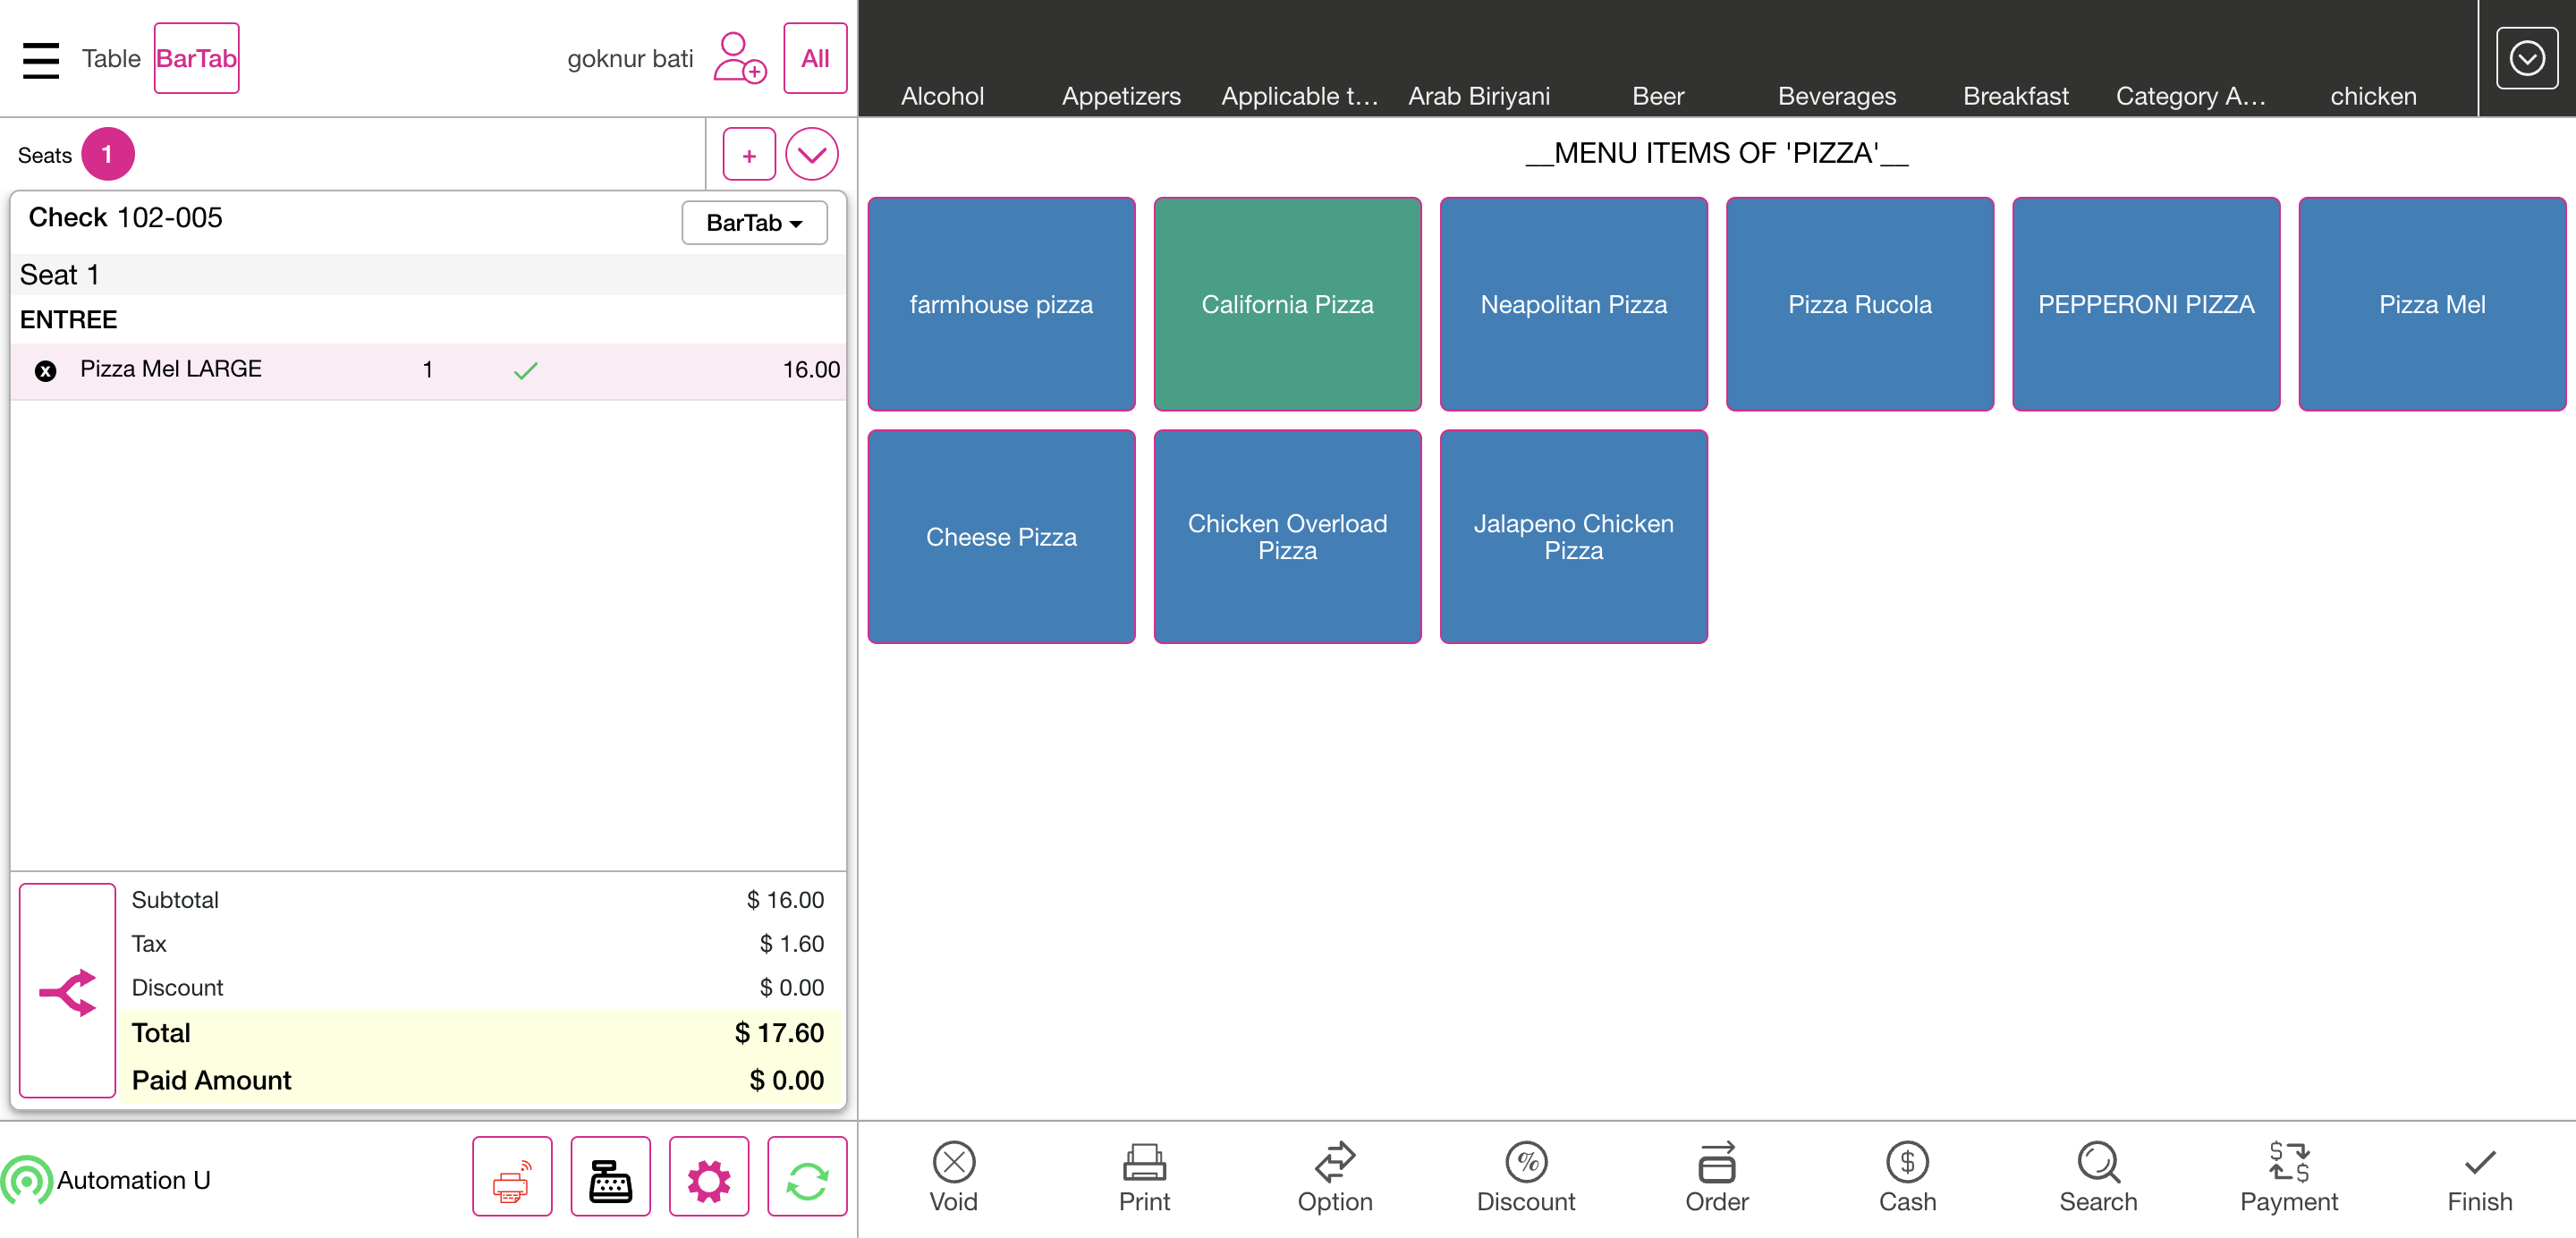 Table
BarTab
goknur bati
All
Alcohol
Appetizers
Applicable t...
Arab Biriyani
Beer
Beverages
Breakfast
Category A...
chicken
Seats 1
+
Check 102-005
BarTab
Seat 1
ENTREE
x Pizza Mel LARGE 1 16.00
Subtotal $ 16.00
Tax $ 1.60
Discount $ 0.00
Total $ 17.60
Paid Amount $ 0.00
Automation U
__MENU ITEMS OF 'PIZZA'__
farmhouse pizza
California Pizza
Neapolitan Pizza
Pizza Rucola
PEPPERONI PIZZA
Pizza Mel
Cheese Pizza
Chicken Overload
Pizza
Jalapeno Chicken
Pizza
Void
Print
Option
% Discount
Order
$ Cash
Search
$ $ Payment
Finish